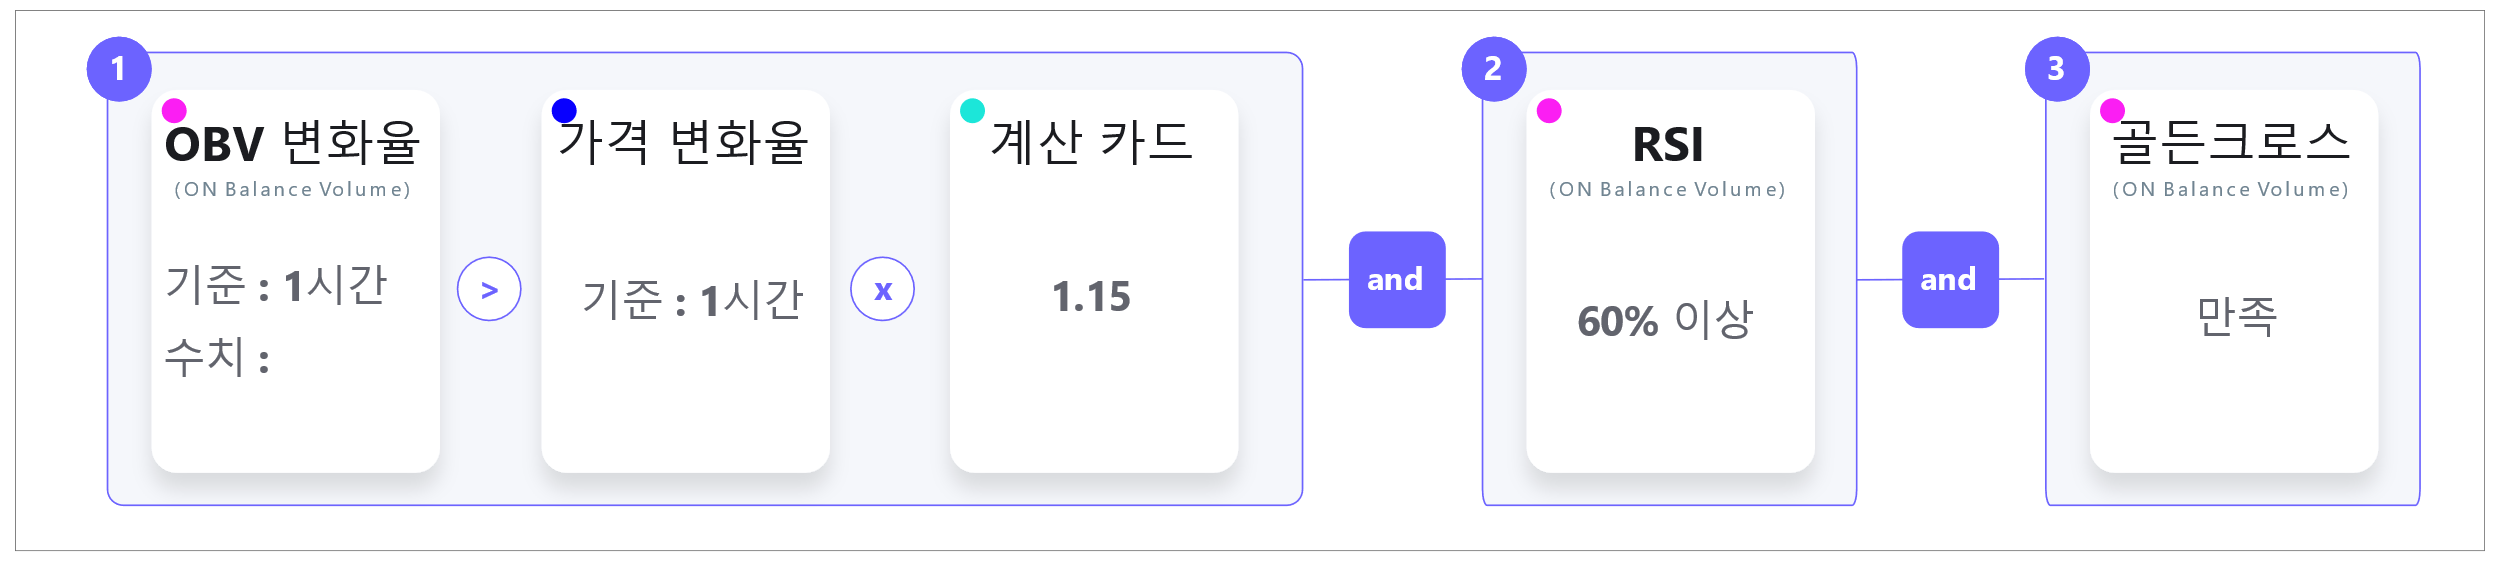 1
OBV 변화율
(ON Balance Volume)
기준 : 1시간
수치 :
>
가격 변화율
기준 : 1시간
x
계산 카드
1.15
and
2
RSI
(ON Balance Volume)
60% 이상
and
3
골든크로스
(ON Balance Volume)
만족